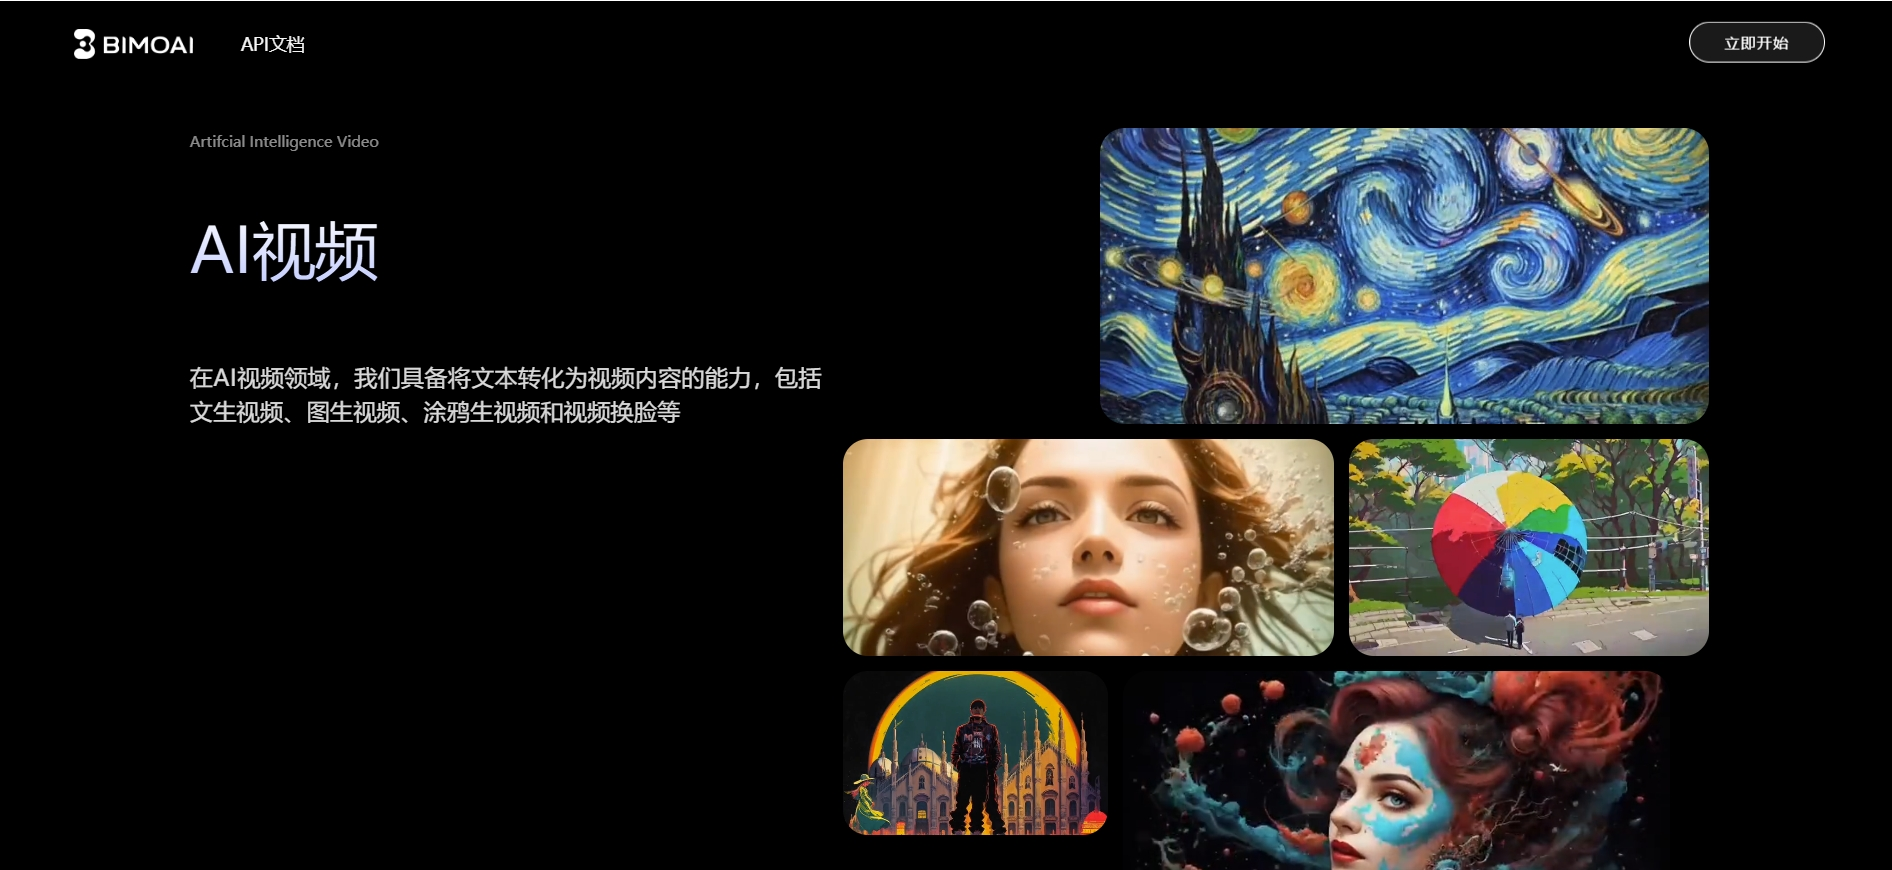 BIMOAI
API文档
立即开始
Artifcial Intelligence Video
AI视频
在AI视频领域，我们具备将文本转化为视频内容的能力，包括
文生视频、图生视频、涂鸦生视频和视频换脸等